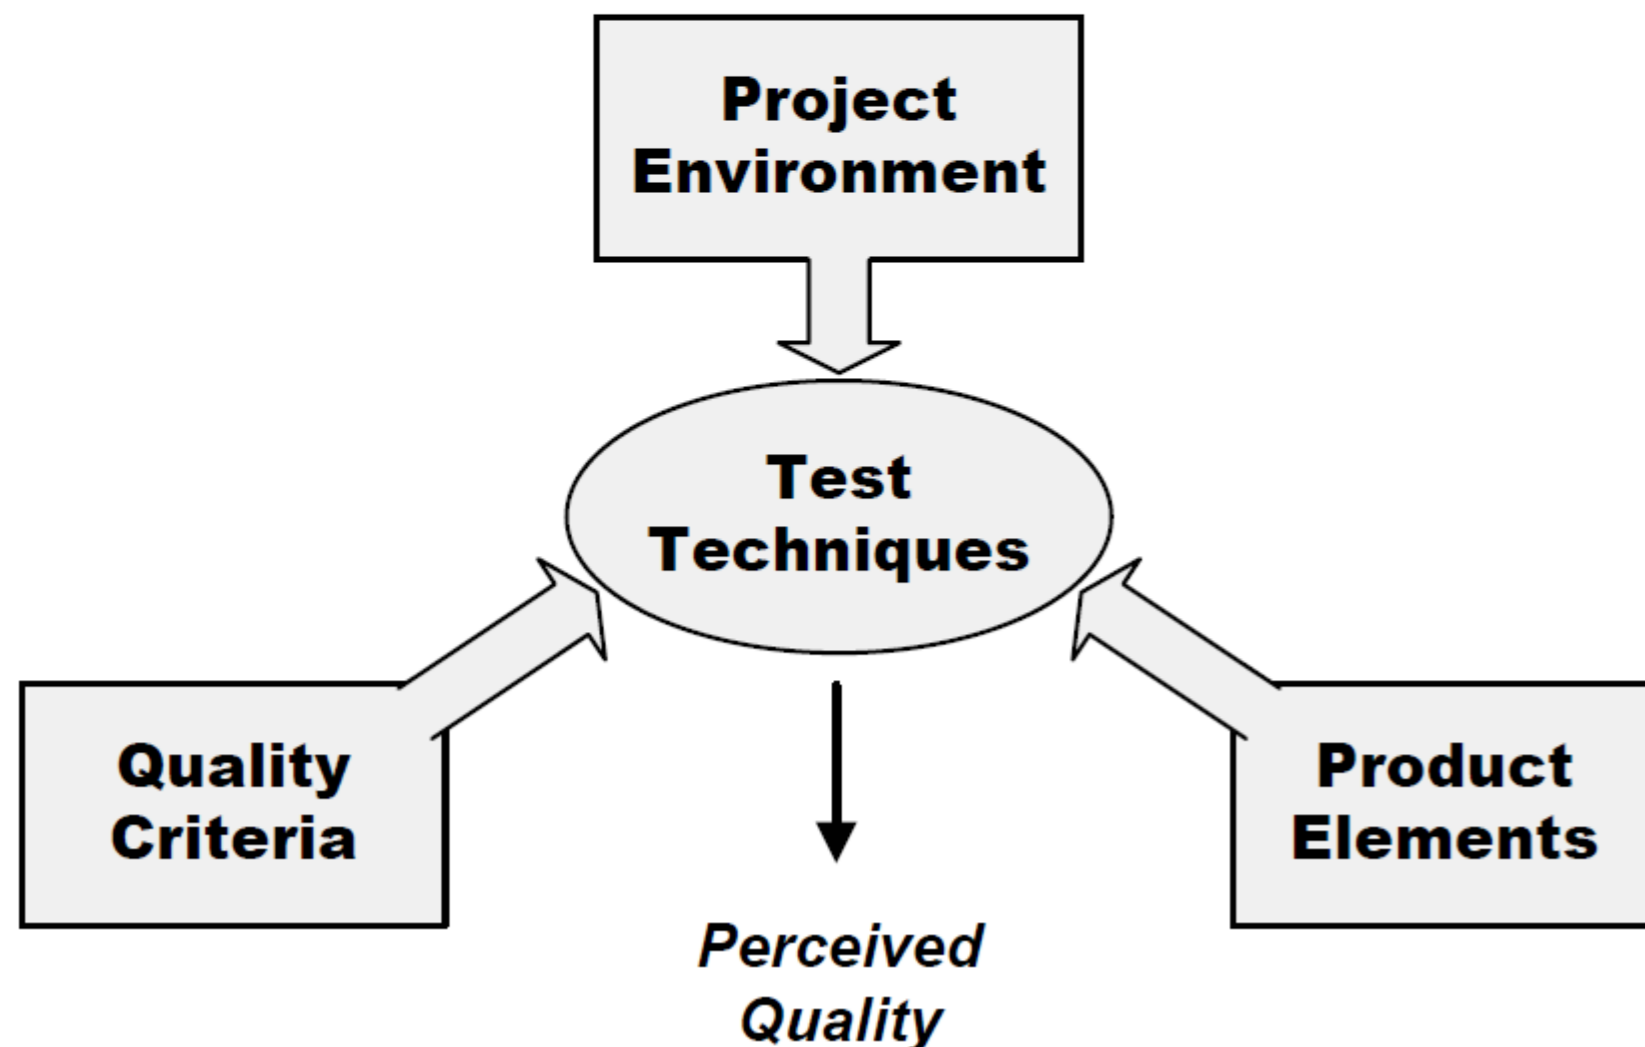 Project
Environment
Test
Techniques
Quality
Criteria
Product
Elements
Perceived
Quality